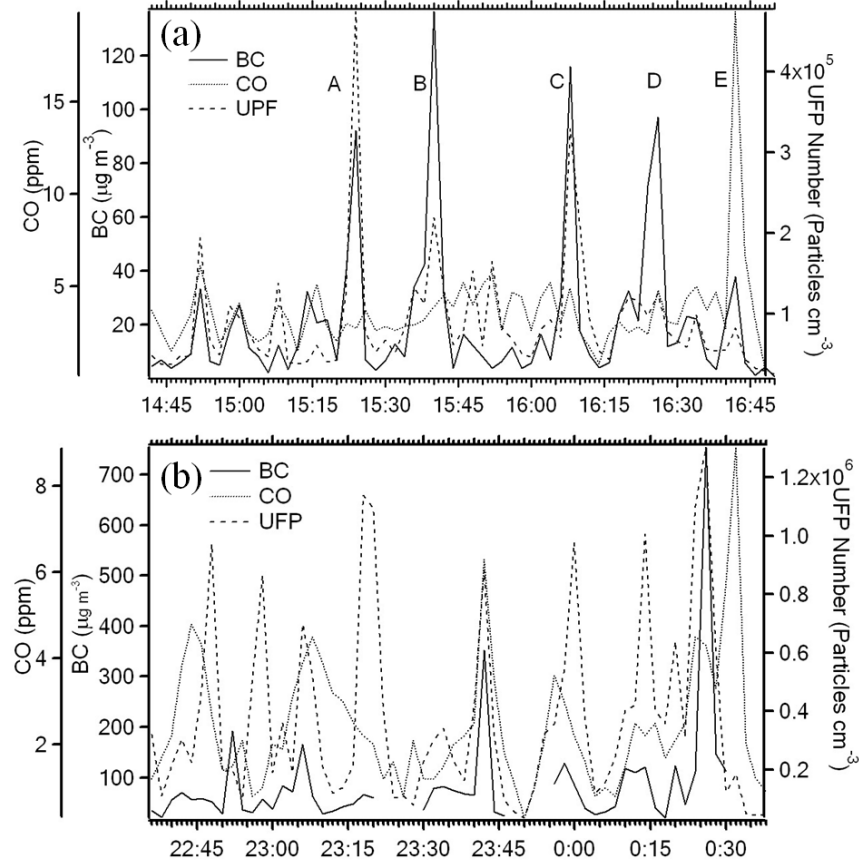 (a)
BC
CO
UPF
A
B
C
D
E
CO (ppm)
15
10
5
BC (μg m-3)
120
100
80
60
40
20
4x10⁵
3
2
1
UFP Number (Particles cm-3)
14:45 15:00 15:15 15:30 15:45 16:00 16:15 16:30 16:45
(b)
BC
CO
UFP
CO (ppm)
8
6
4
2
BC (μg m-3)
700
600
500
400
300
200
100
1.2x10⁶
1.0
0.8
0.6
0.4
0.2
UFP Number (Particles cm-3)
22:45 23:00 23:15 23:30 23:45 0:00 0:15 0:30